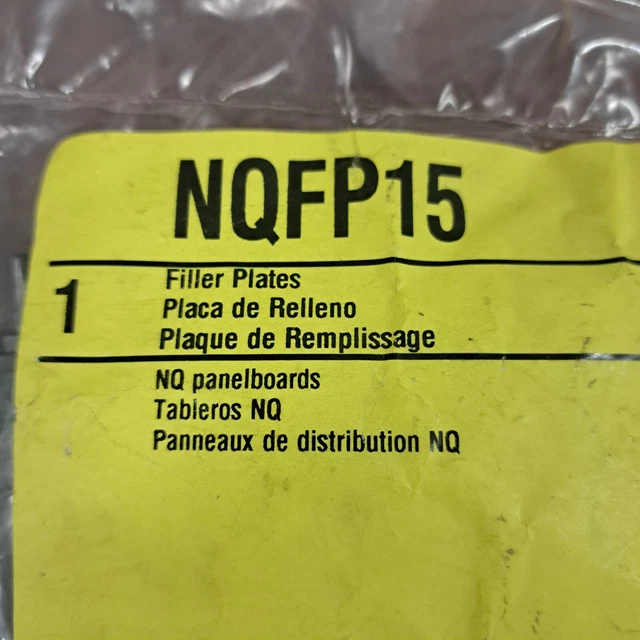 NQFP15
1
Filler Plates
Placa de Relleno
Plaque de Remplissage
NQ panelboards
Tableros NQ
Panneaux de distribution NQ